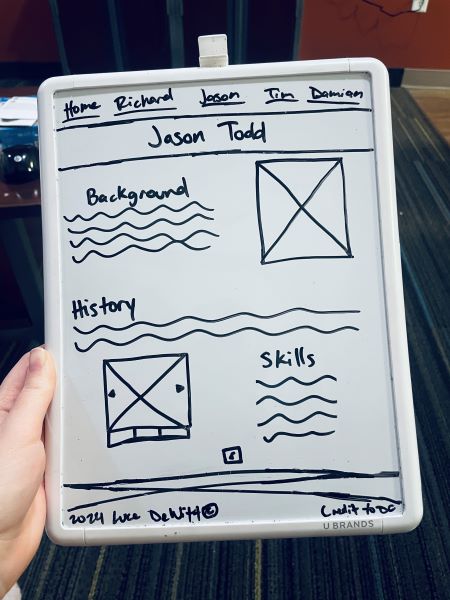 Home Richard Jason Tim Damian
Jason Todd
Background
History
Skills
2024 Luke DeWitt ©
Credit to DC
U BRANDS